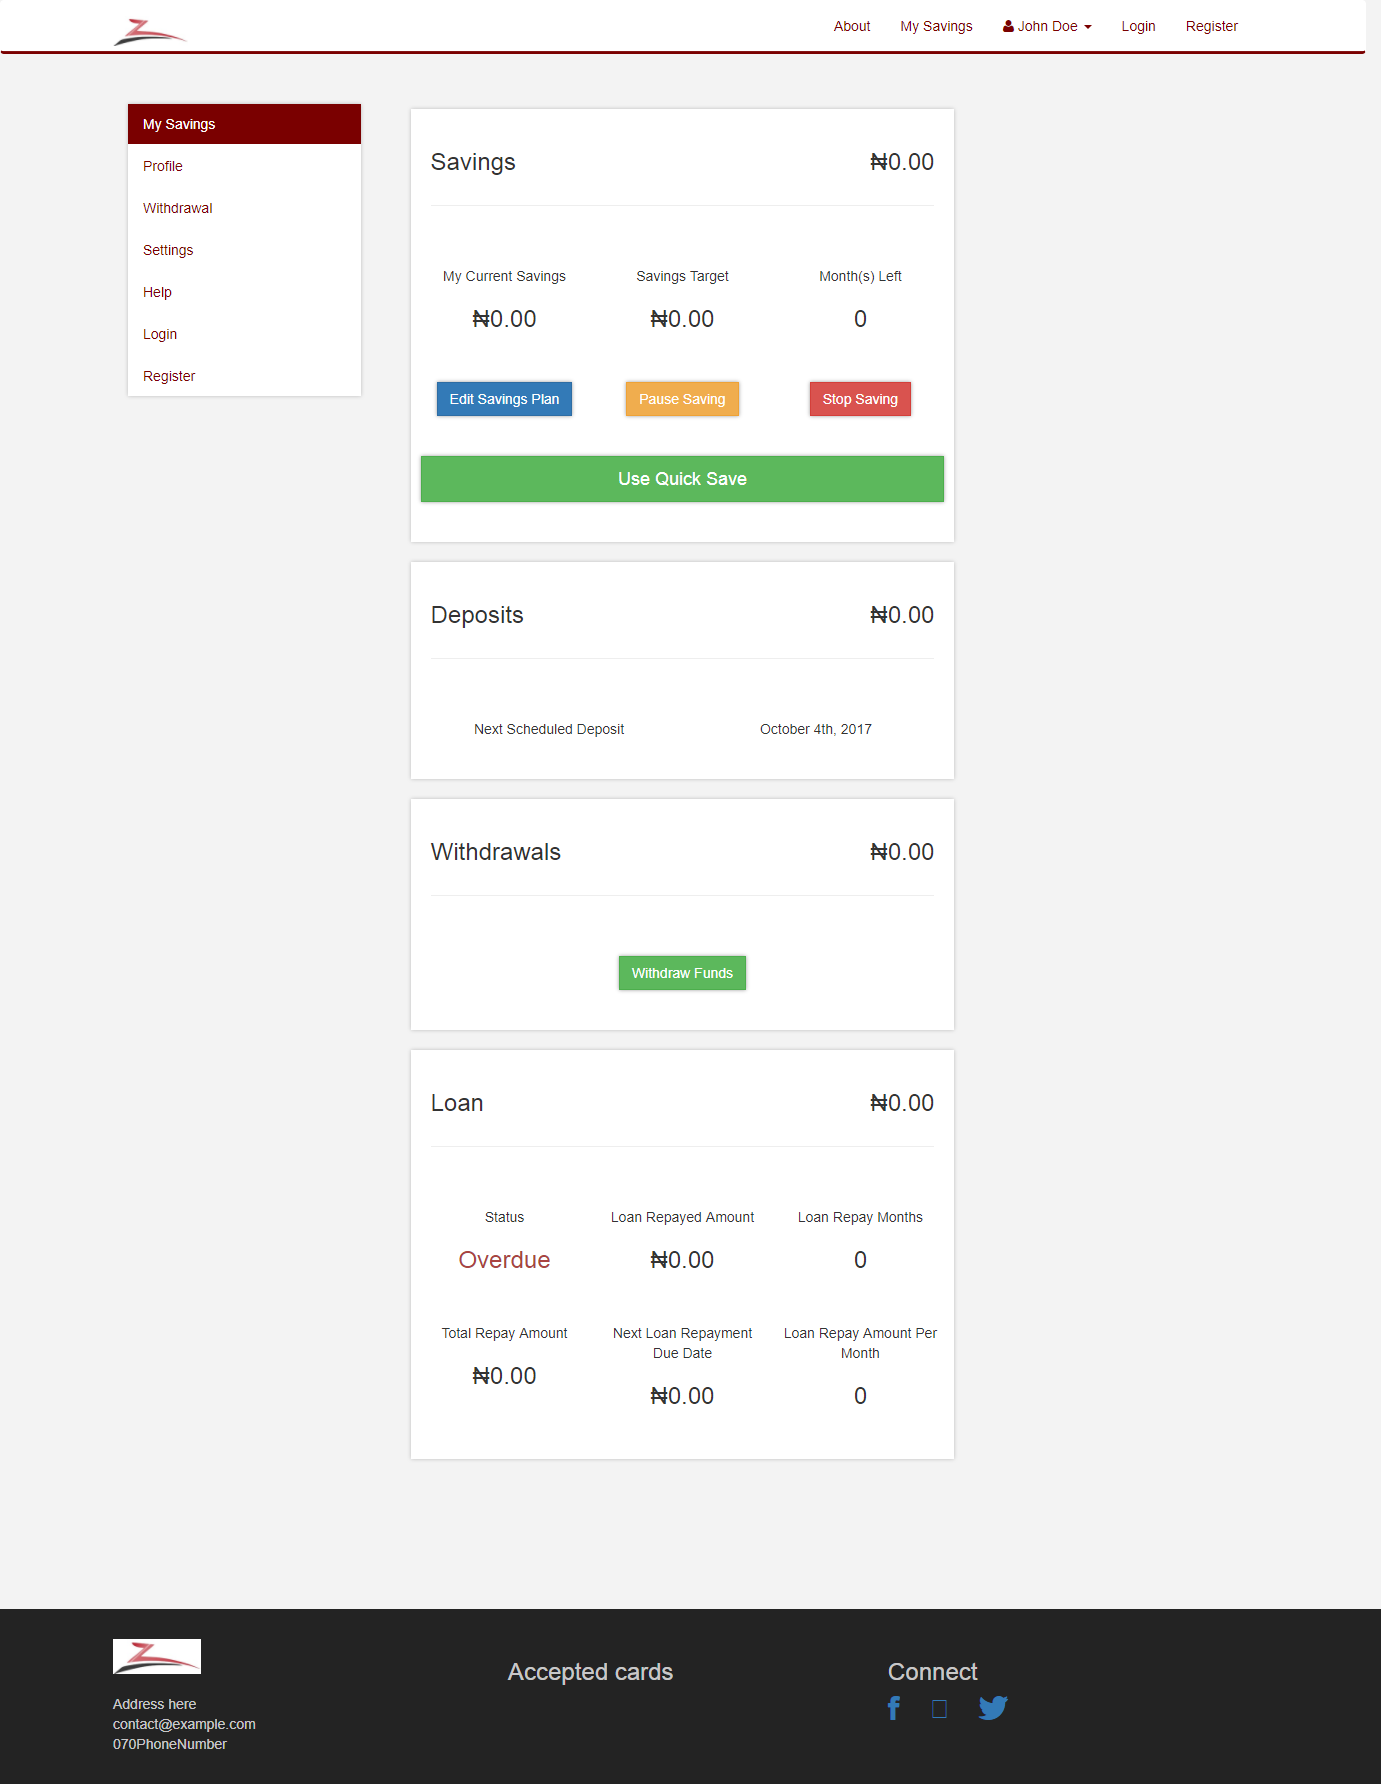 About
My Savings
John Doe
Login
Register
My Savings
Profile
Withdrawal
Settings
Help
Login
Register
Savings
₦0.00
My Current Savings
Savings Target
Month(s) Left
₦0.00
₦0.00
0
Edit Savings Plan
Pause Saving
Stop Saving
Use Quick Save
Deposits
₦0.00
Next Scheduled Deposit
October 4th, 2017
Withdrawals
₦0.00
Withdraw Funds
Loan
₦0.00
Status
Loan Repayed Amount
Loan Repay Months
Overdue
₦0.00
0
Total Repay Amount
₦0.00
Next Loan Repayment
Due Date
₦0.00
Loan Repay Amount Per
Month
0
Address here
contact@example.com
070PhoneNumber
Accepted cards
Connect